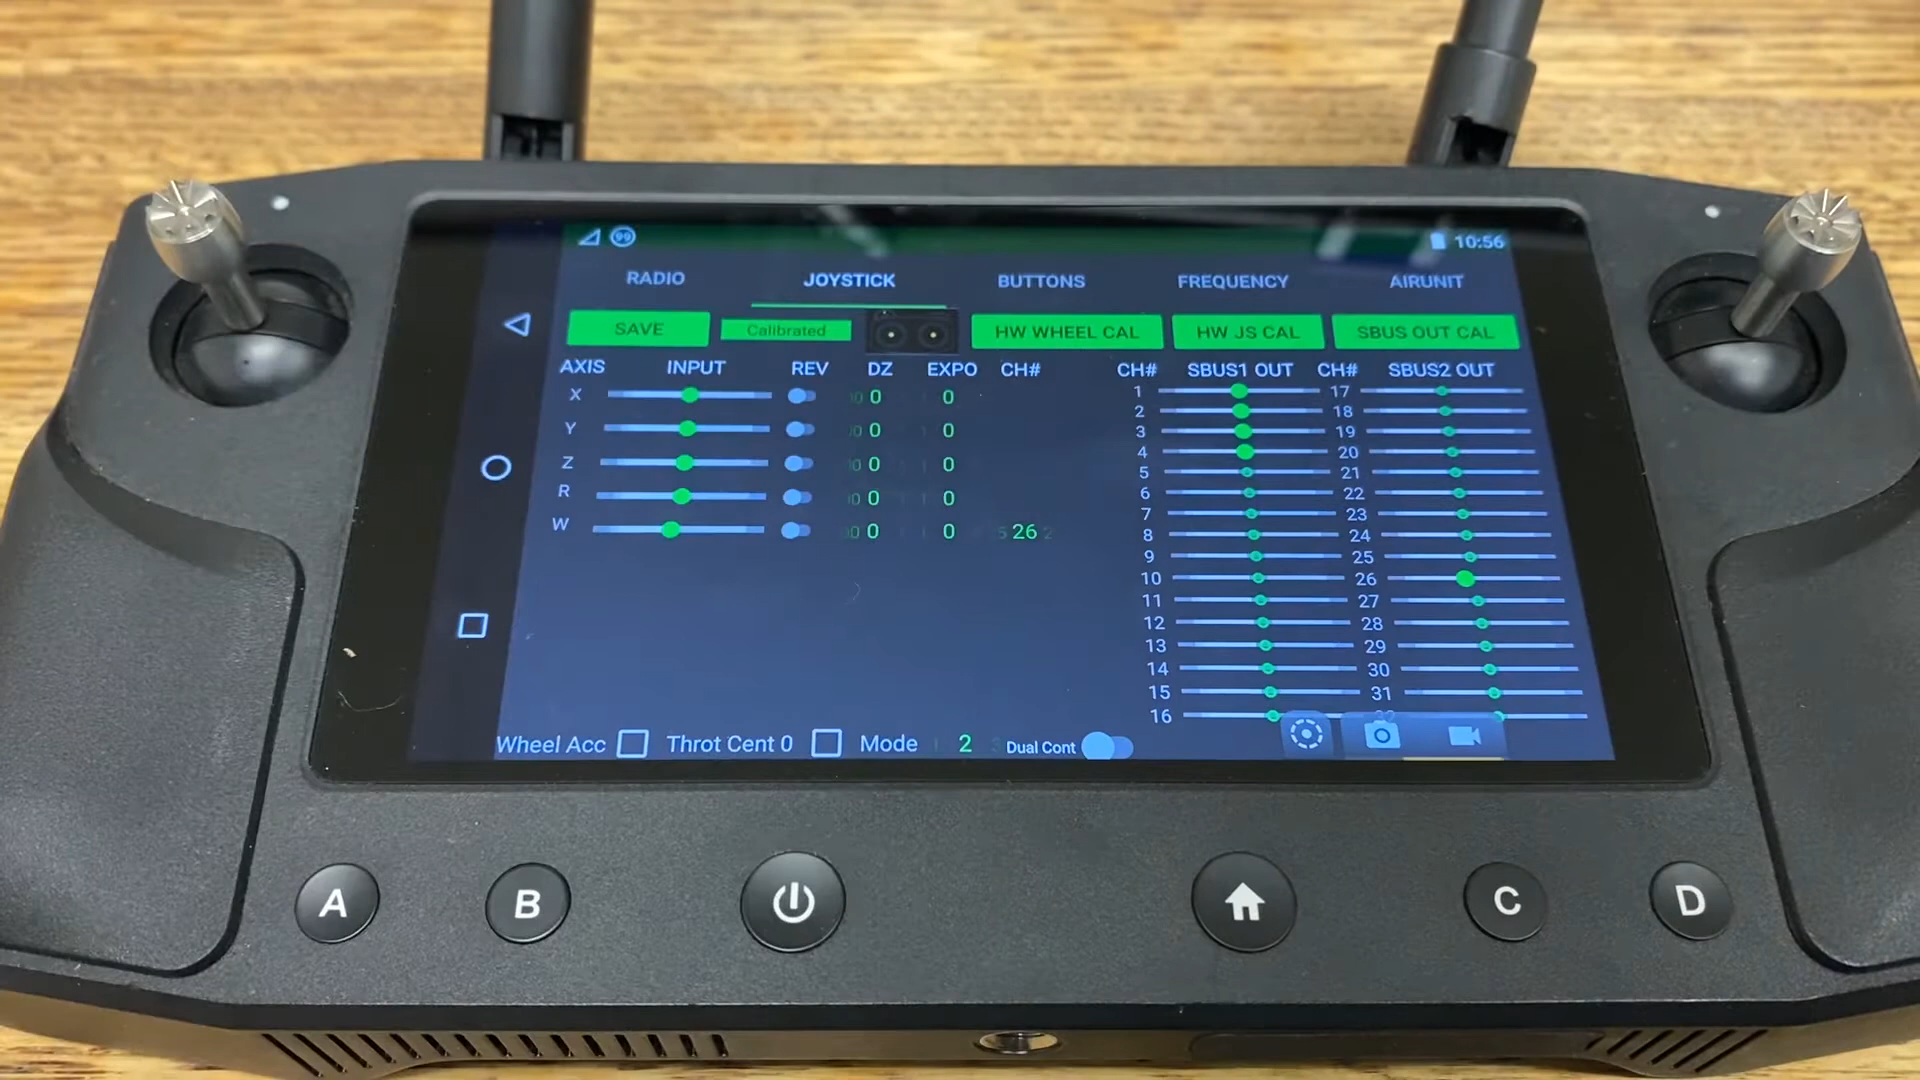 99 10:56
RADIO JOYSTICK BUTTONS FREQUENCY AIRUNIT
SAVE Calibrated HW WHEEL CAL HW JS CAL SBUS OUT CAL
AXIS INPUT REV DZ EXPO CH# CH# SBUS1 OUT CH# SBUS2 OUT
X 0 0 1 17
2 18
Y 0 0 3 19
4 20
Z 0 0 5 21
6 22
R 0 0 7 23
W 0 0 26 8 24
9 25
10 26
11 27
12 28
13 29
14 30
15 31
16
Wheel Acc Throt Cent 0 Mode 2 Dual Cont
A B C D